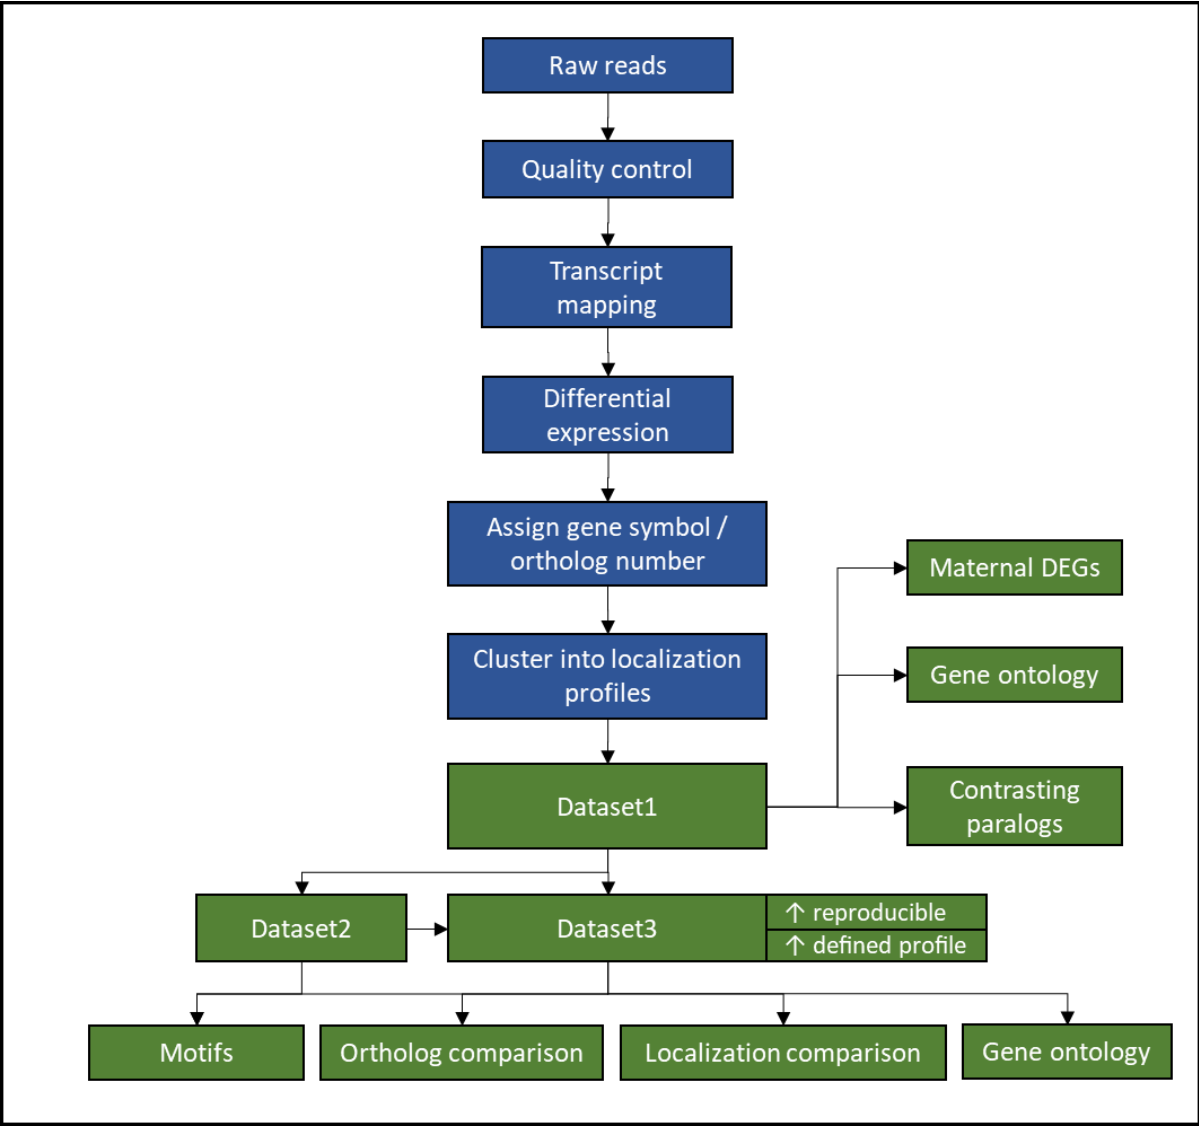 Raw reads
Quality control
Transcript
mapping
Differential
expression
Assign gene symbol /
ortholog number
Cluster into localization
profiles
Maternal DEGs
Gene ontology
Contrasting
paralogs
Dataset1
Dataset2
Dataset3
↑ reproducible
↑ defined profile
Motifs
Ortholog comparison
Localization comparison
Gene ontology